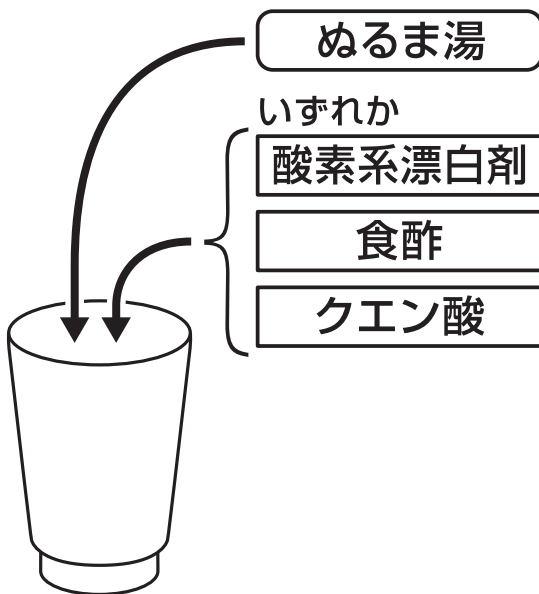 ぬるま湯
いずれか
酸素系漂白剤
食酢
クエン酸